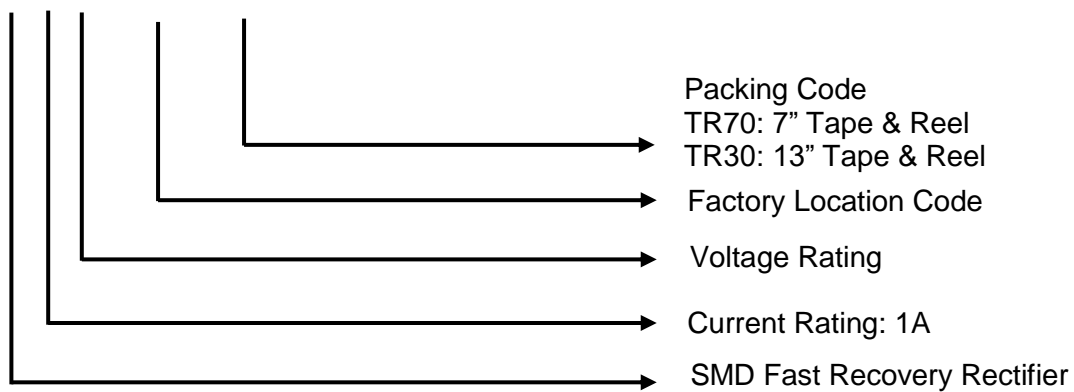 Packing Code
TR70: 7” Tape & Reel
TR30: 13” Tape & Reel
Factory Location Code
Voltage Rating
Current Rating: 1A
SMD Fast Recovery Rectifier